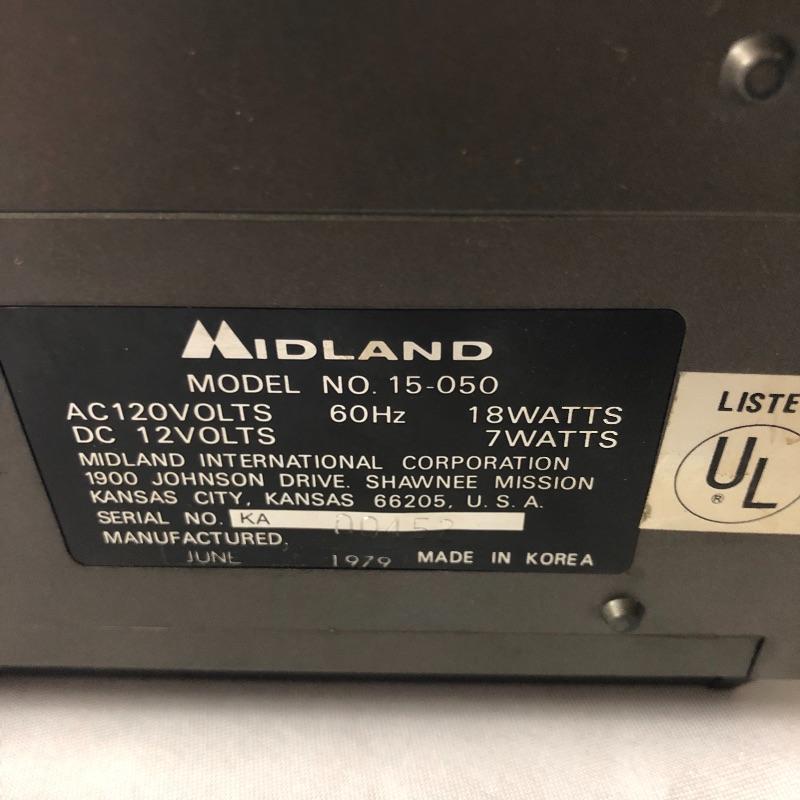 MIDLAND
MODEL NO. 15-050
AC120VOLTS 60Hz 18WATTS
DC 12VOLTS 7WATTS
MIDLAND INTERNATIONAL CORPORATION
1900 JOHNSON DRIVE. SHAWNEE MISSION
KANSAS CITY, KANSAS 66205, U.S.A.
SERIAL NO. KA 00452
MANUFACTURED,
JUNE 1979 MADE IN KOREA
LISTE
UL
®